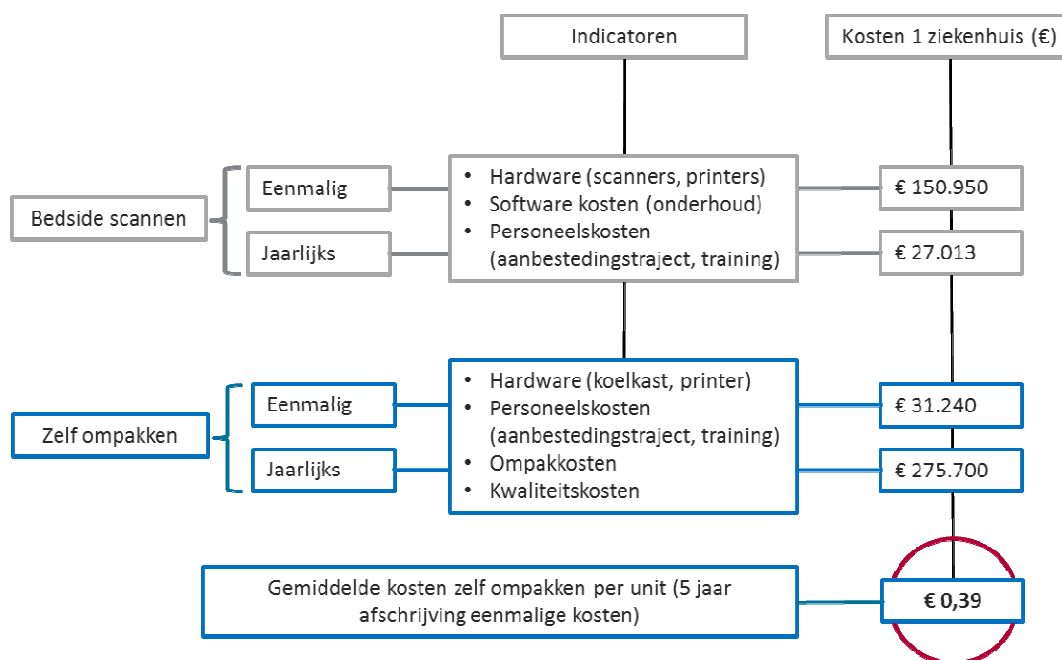 Indicatoren
Kosten 1 ziekenhuis (€)
Bedside scannen
Eenmalig
Jaarlijks
• Hardware (scanners, printers)
• Software kosten (onderhoud)
• Personeelskosten
(aanbestedingstraject, training)
€ 150.950
€ 27.013
Zelf ompakken
Eenmalig
Jaarlijks
• Hardware (koelkast, printer)
• Personeelskosten
(aanbestedingstraject, training)
• Ompakkosten
• Kwaliteitskosten
€ 31.240
€ 275.700
Gemiddelde kosten zelf ompakken per unit (5 jaar
afschrijving eenmalige kosten)
€ 0,39